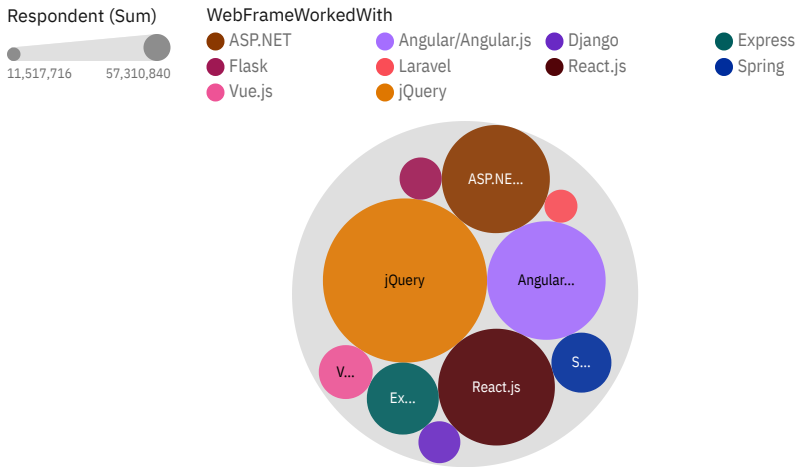 Respondent (Sum)
11,517,716 57,310,840
WebFrameWorkedWith
ASP.NET Angular/Angular.js Django Express
Flask Laravel React.js Spring
Vue.js jQuery
ASP.NE...
jQuery
Angular...
S...
V...
React.js
Ex...